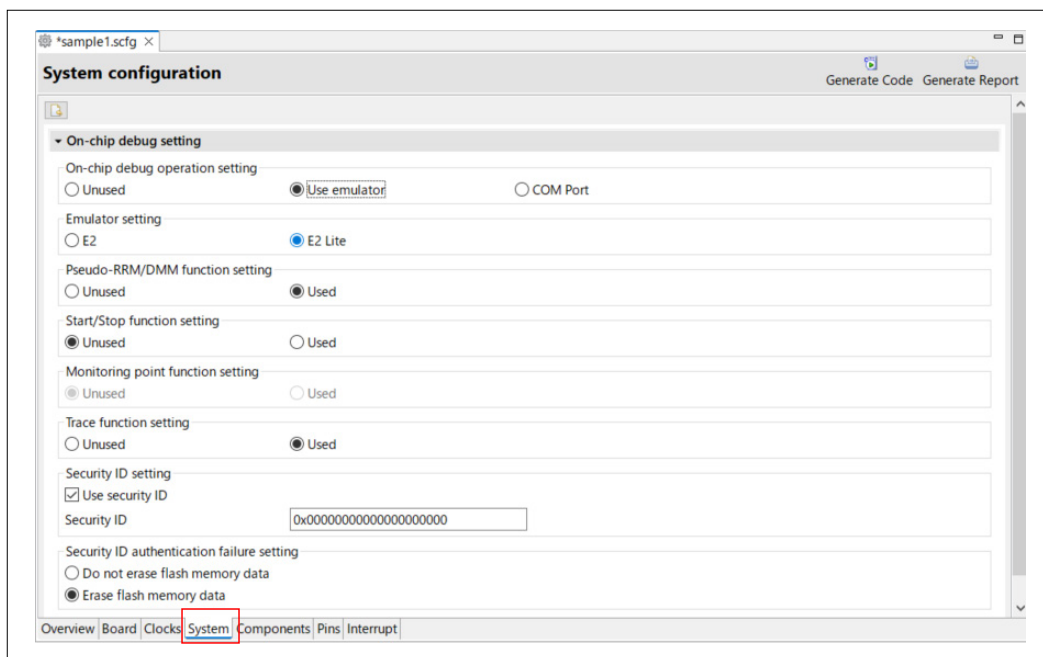 *sample1.scfg
System configuration
Generate Code Generate Report
On-chip debug setting
On-chip debug operation setting
Unused Use emulator COM Port
Emulator setting
E2 E2 Lite
Pseudo-RRM/DMM function setting
Unused Used
Start/Stop function setting
Unused Used
Monitoring point function setting
Unused Used
Trace function setting
Unused Used
Security ID setting
Use security ID
Security ID 0x00000000000000000000
Security ID authentication failure setting
Do not erase flash memory data
Erase flash memory data
Overview Board Clocks System Components Pins Interrupt